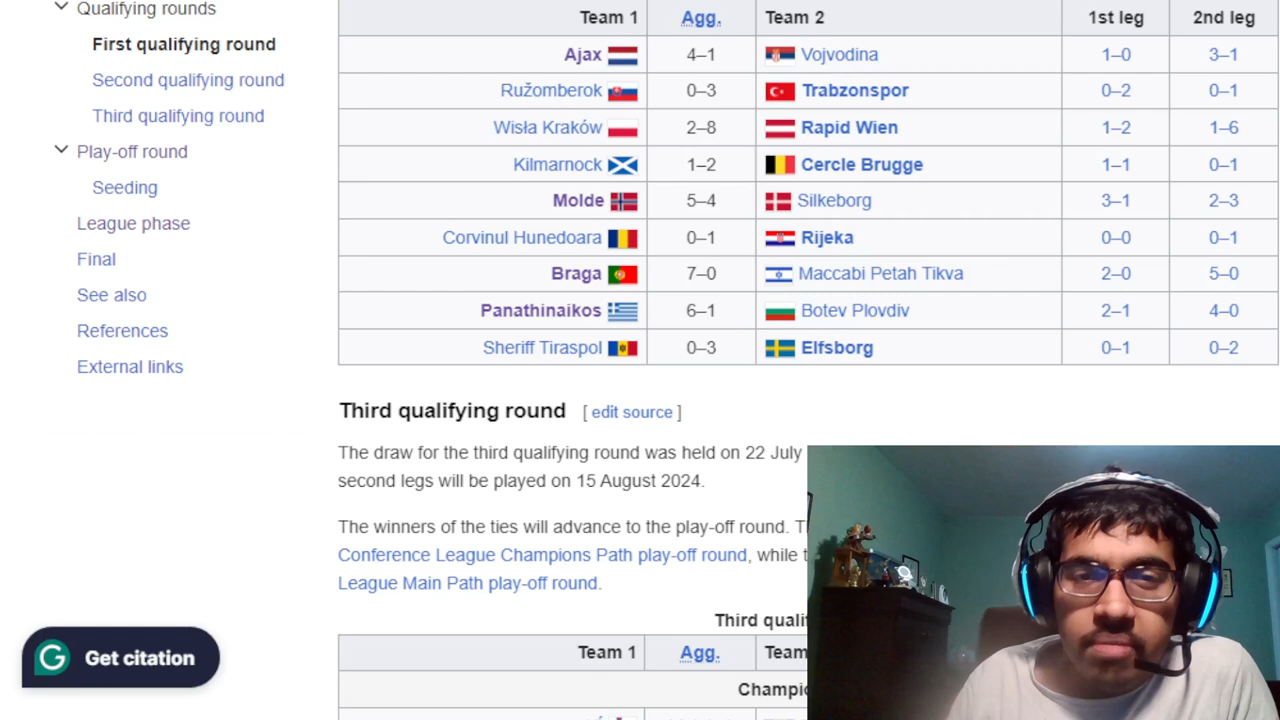 Qualifying rounds
First qualifying round
Second qualifying round
Third qualifying round
Play-off round
Seeding
League phase
Final
See also
References
External links
Team 1 Agg. Team 2 1st leg 2nd leg
Ajax 4–1 Vojvodina 1–0 3–1
Ružomberok 0–3 Trabzonspor 0–2 0–1
Wisła Kraków 2–8 Rapid Wien 1–2 1–6
Kilmarnock 1–2 Cercle Brugge 1–1 0–1
Molde 5–4 Silkeborg 3–1 2–3
Corvinul Hunedoara 0–1 Rijeka 0–0 0–1
Braga 7–0 Maccabi Petah Tikva 2–0 5–0
Panathinaikos 6–1 Botev Plovdiv 2–1 4–0
Sheriff Tiraspol 0–3 Elfsborg 0–1 0–2
Third qualifying round [ edit source ]
The draw for the third qualifying round was held on 22 July
second legs will be played on 15 August 2024.
The winners of the ties will advance to the play-off round. T
Conference League Champions Path play-off round, while t
League Main Path play-off round.
Third qualif
Team 1 Agg. Team
Champio
Get citation